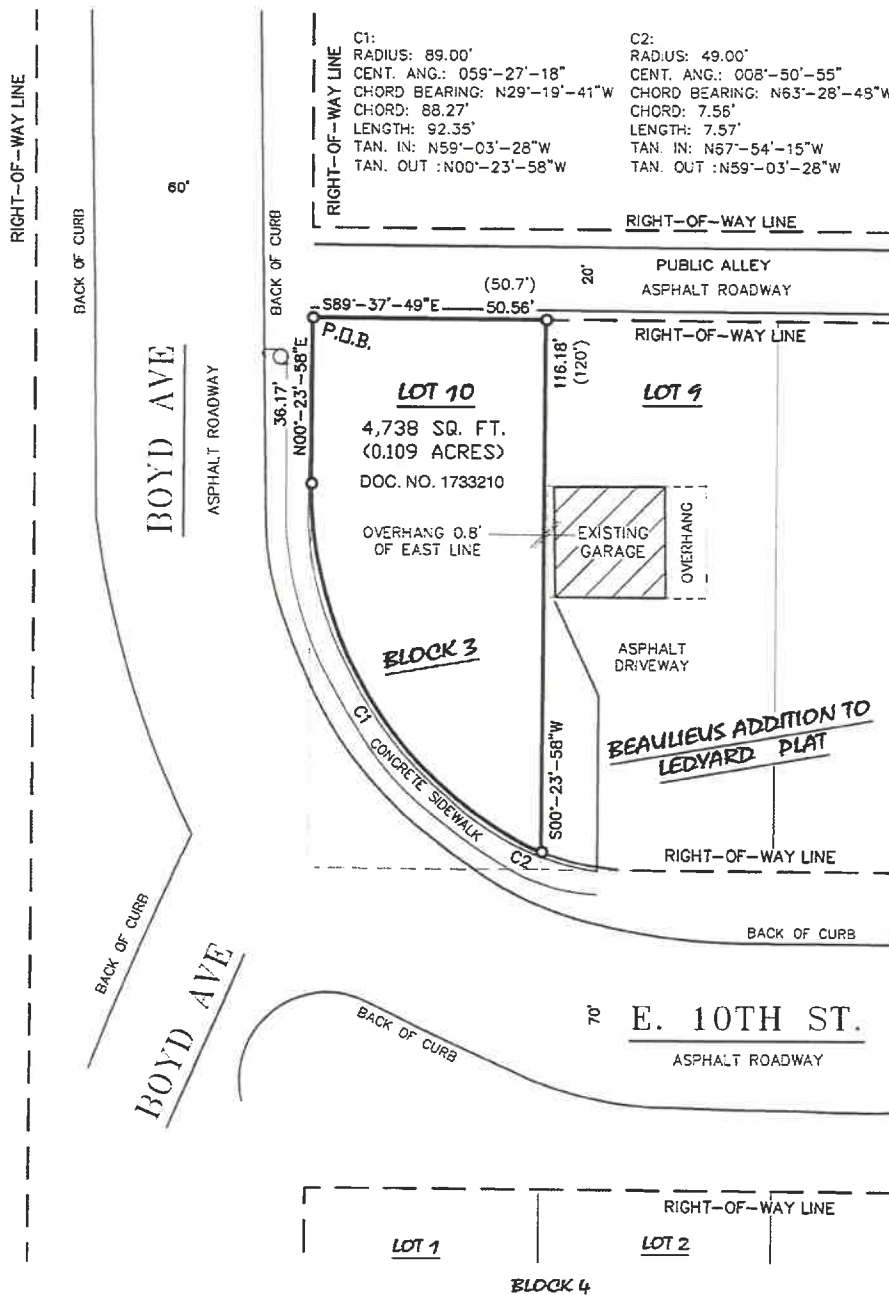 C1:
RADIUS: 89.00'
CENT. ANG.: 059°-27'-18"
CHORD BEARING: N29°-19'-41"W
CHORD: 88.27'
LENGTH: 92.35'
TAN. IN: N59°-03'-28"W
TAN. OUT :N00°-23'-58"W
C2:
RADIUS: 49.00'
CENT. ANG.: 008°-50'-55"
CHORD BEARING: N63°-28'-48"W
CHORD: 7.56'
LENGTH: 7.57'
TAN. IN: N67°-54'-15"W
TAN. OUT :N59°-03'-28"W
RIGHT-OF-WAY LINE
RIGHT-OF-WAY LINE
RIGHT-OF-WAY LINE
60'
BACK OF CURB
BACK OF CURB
PUBLIC ALLEY
20'
ASPHALT ROADWAY
(50.7')
S89°-37'-49"E 50.56'
RIGHT-OF-WAY LINE
P.O.B.
N00°-23'-58"E
36.17'
116.18'
(120')
BOYD AVE
ASPHALT ROADWAY
LOT 10
4,738 SQ. FT.
(0.109 ACRES)
DOC. NO. 1733210
LOT 9
OVERHANG 0.8'
OF EAST LINE
EXISTING
GARAGE
OVERHANG
BLOCK 3
ASPHALT
DRIVEWAY
BEAULIEUS ADDITION TO
LEDYARD PLAT
S00°-23'-58"W
C1
CONCRETE SIDEWALK
C2
RIGHT-OF-WAY LINE
BACK OF CURB
BACK OF CURB
BOYD AVE
BACK OF CURB
70'
E. 10TH ST.
ASPHALT ROADWAY
RIGHT-OF-WAY LINE
LOT 1
LOT 2
BLOCK 4